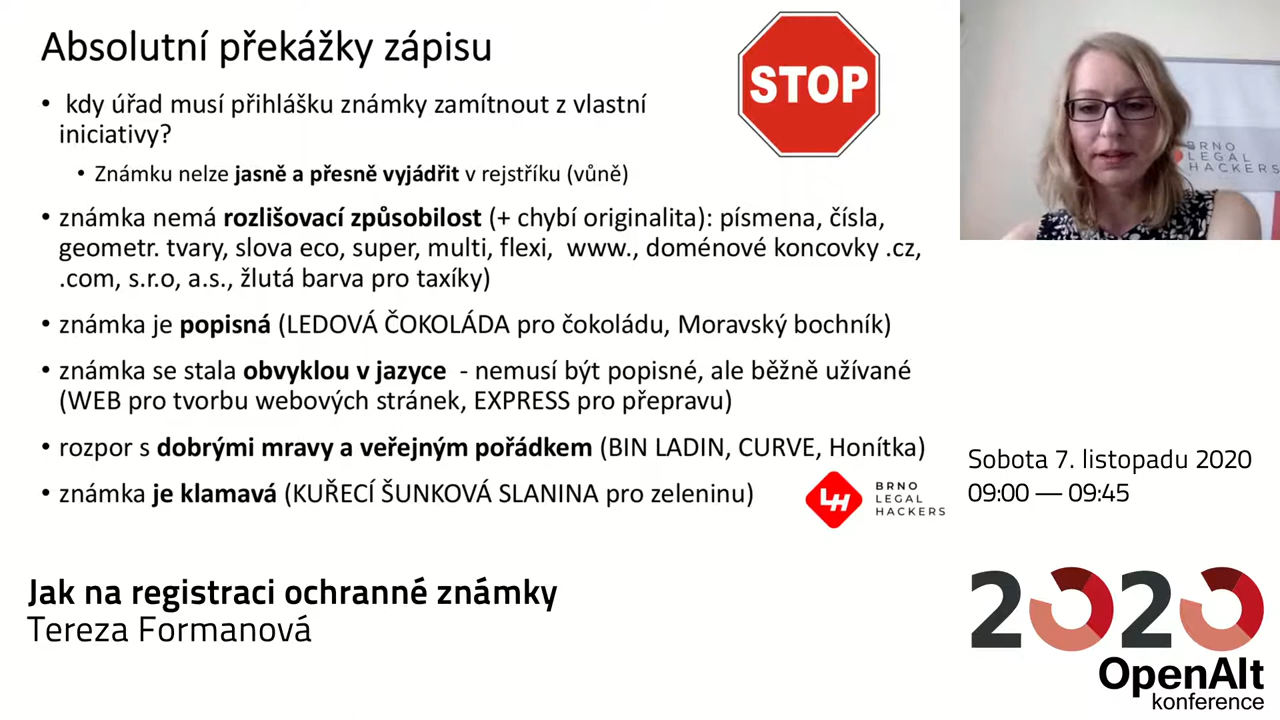 Absolutní překážky zápisu
STOP
• kdy úřad musí přihlášku známky zamítnout z vlastní
iniciativy?
• Známku nelze jasně a přesně vyjádřit v rejstříku (vůně)
• známka nemá rozlišovací způsobilost (+ chybí originalita): písmena, čísla,
geometr. tvary, slova eco, super, multi, flexi,  www., doménové koncovky .cz,
.com, s.r.o, a.s., žlutá barva pro taxíky)
• známka je popisná (LEDOVÁ ČOKOLÁDA pro čokoládu, Moravský bochník)
• známka se stala obvyklou v jazyce  - nemusí být popisné, ale běžně užívané
(WEB pro tvorbu webových stránek, EXPRESS pro přepravu)
• rozpor s dobrými mravy a veřejným pořádkem (BIN LADIN, CURVE, Honítka)
• známka je klamavá (KUŘECÍ ŠUNKOVÁ SLANINA pro zeleninu)
LH
BRNO
LEGAL
HACKERS
BRNO
LEGAL
HACKERS
Sobota 7. listopadu 2020
09:00 — 09:45
Jak na registraci ochranné známky
Tereza Formanová
2020
OpenAlt
konference